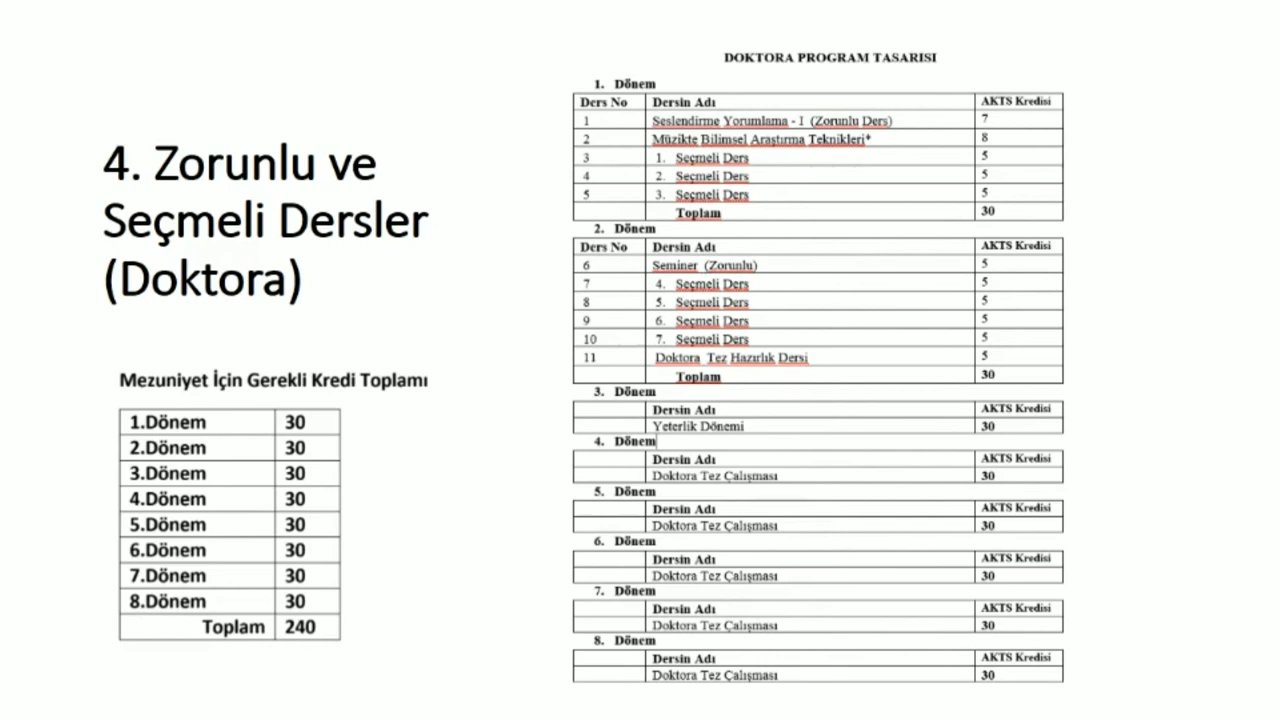 4. Zorunlu ve
Seçmeli Dersler
(Doktora)
Mezuniyet İçin Gerekli Kredi Toplamı
1.Dönem 30
2.Dönem 30
3.Dönem 30
4.Dönem 30
5.Dönem 30
6.Dönem 30
7.Dönem 30
8.Dönem 30
Toplam 240
DOKTORA PROGRAM TASARISI
1. Dönem
Ders No Dersin Adı AKTS Kredisi
1 Seslendirme Yorumlama - I (Zorunlu Ders) 7
2 Müzikte Bilimsel Araştırma Teknikleri* 8
3 1. Seçmeli Ders 5
4 2. Seçmeli Ders 5
5 3. Seçmeli Ders 5
Toplam 30
2. Dönem
Ders No Dersin Adı AKTS Kredisi
6 Seminer (Zorunlu) 5
7 4. Seçmeli Ders 5
8 5. Seçmeli Ders 5
9 6. Seçmeli Ders 5
10 7. Seçmeli Ders 5
11 Doktora Tez Hazırlık Dersi 5
Toplam 30
3. Dönem
Dersin Adı AKTS Kredisi
Yeterlik Dönemi 30
4. Dönem
Dersin Adı AKTS Kredisi
Doktora Tez Çalışması 30
5. Dönem
Dersin Adı AKTS Kredisi
Doktora Tez Çalışması 30
6. Dönem
Dersin Adı AKTS Kredisi
Doktora Tez Çalışması 30
7. Dönem
Dersin Adı AKTS Kredisi
Doktora Tez Çalışması 30
8. Dönem
Dersin Adı AKTS Kredisi
Doktora Tez Çalışması 30